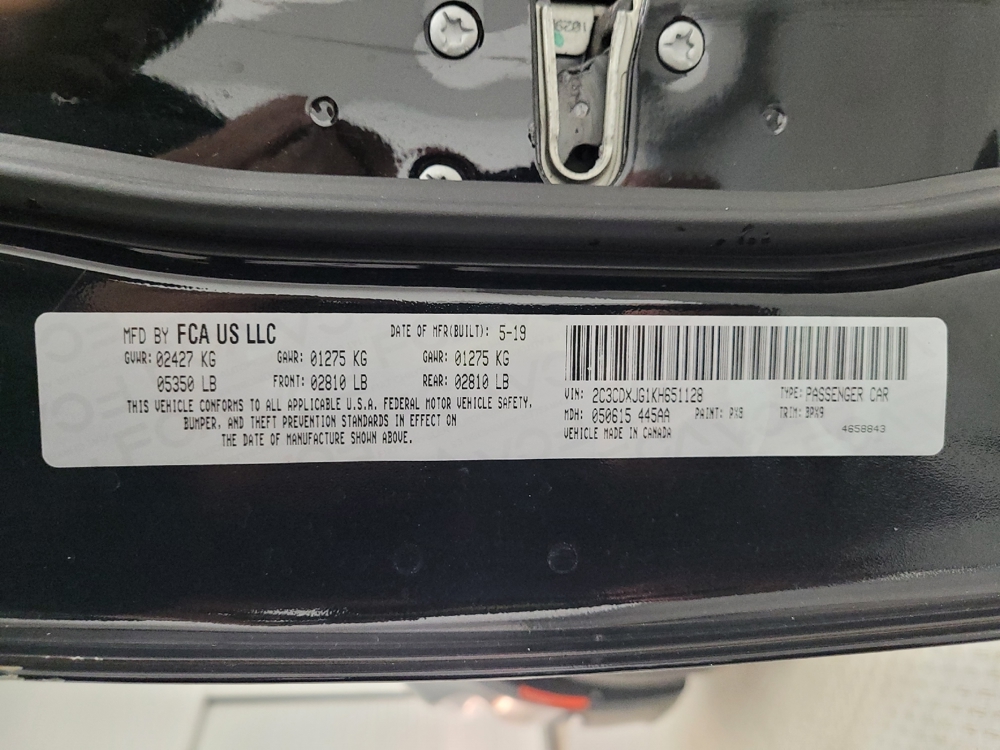 1029
MFD BY FCA US LLC
DATE OF MFR(BUILT): 5-19
GVWR: 02427 KG GAWR: 01275 KG GAWR: 01275 KG
05350 LB FRONT: 02810 LB REAR: 02810 LB
THIS VEHICLE CONFORMS TO ALL APPLICABLE U.S.A. FEDERAL MOTOR VEHICLE SAFETY,
BUMPER, AND THEFT PREVENTION STANDARDS IN EFFECT ON
THE DATE OF MANUFACTURE SHOWN ABOVE.
VIN: 2C3CDXJG1KH651128 TYPE: PASSENGER CAR
MDH: 050615 445AA PAINT: PX8 TRIM: BPX9
VEHICLE MADE IN CANADA 4658843